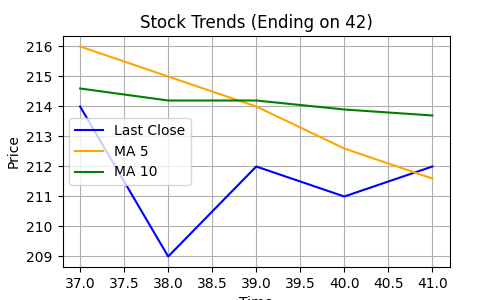 Stock Trends (Ending on 42)
216
215
214
213
212
211
210
209
Price
Last Close
MA 5
MA 10
37.0 37.5 38.0 38.5 39.0 39.5 40.0 40.5 41.0
Time